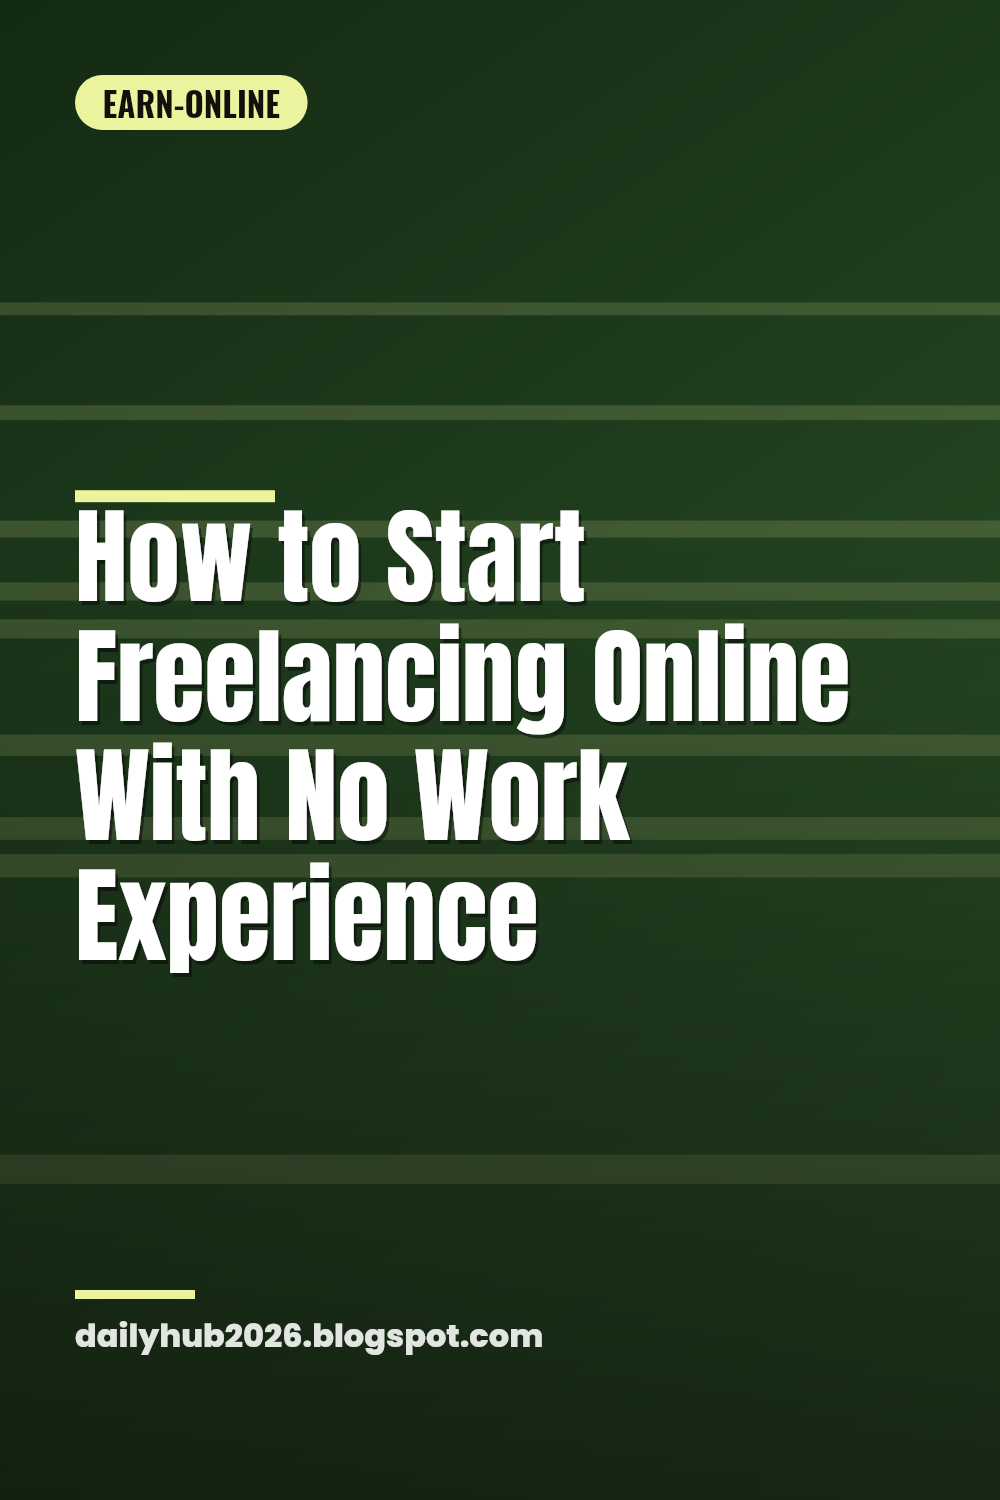 EARN-ONLINE
How to Start
Freelancing Online
With No Work
Experience
dailyhub2026.blogspot.com